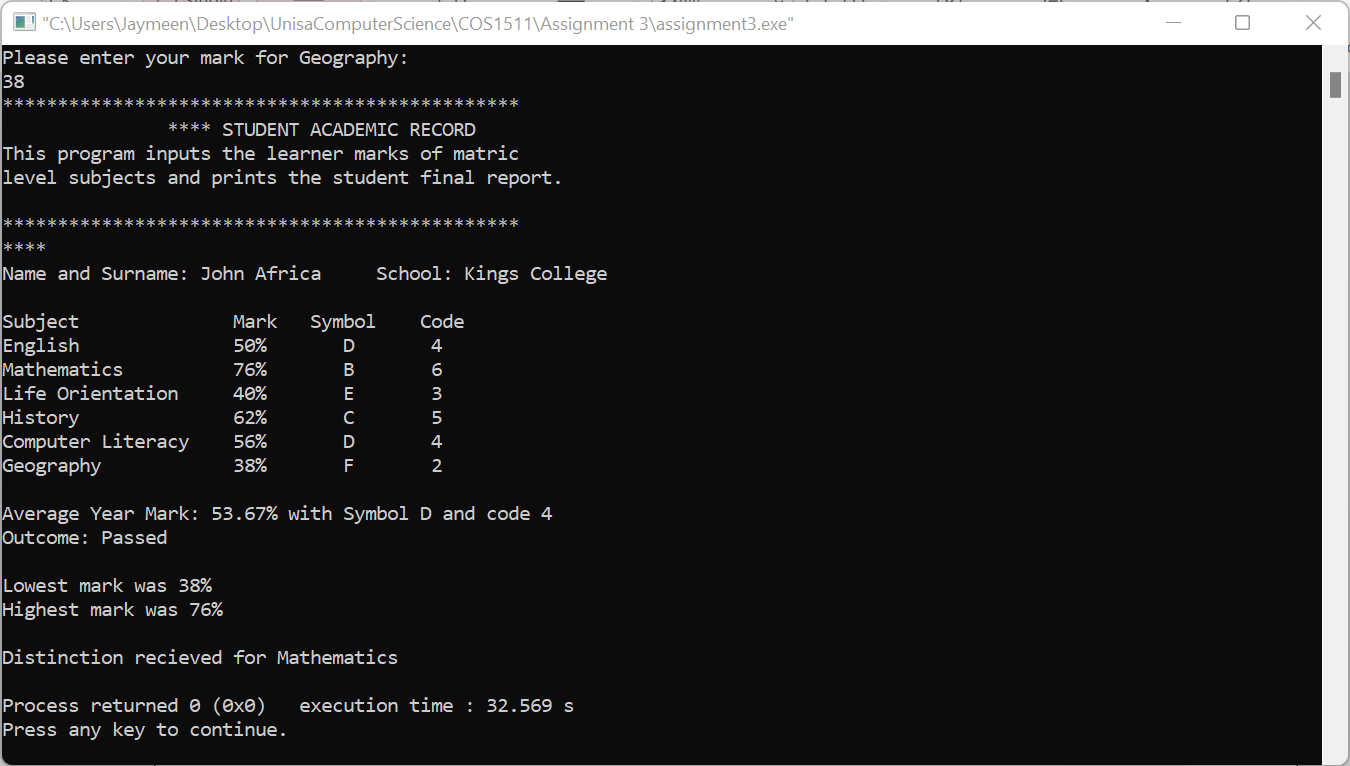 "C:\Users\Jaymeen\Desktop\UnisaComputerScience\COS1511\Assignment 3\assignment3.exe"
Please enter your mark for Geography:
38
***********************************************
**** STUDENT ACADEMIC RECORD
This program inputs the learner marks of matric
level subjects and prints the student final report.
***********************************************
****
Name and Surname: John Africa     School: Kings College
Subject              Mark   Symbol    Code
English              50%       D       4
Mathematics          76%       B       6
Life Orientation     40%       E       3
History              62%       C       5
Computer Literacy    56%       D       4
Geography            38%       F       2
Average Year Mark: 53.67% with Symbol D and code 4
Outcome: Passed
Lowest mark was 38%
Highest mark was 76%
Distinction recieved for Mathematics
Process returned 0 (0x0)   execution time : 32.569 s
Press any key to continue.